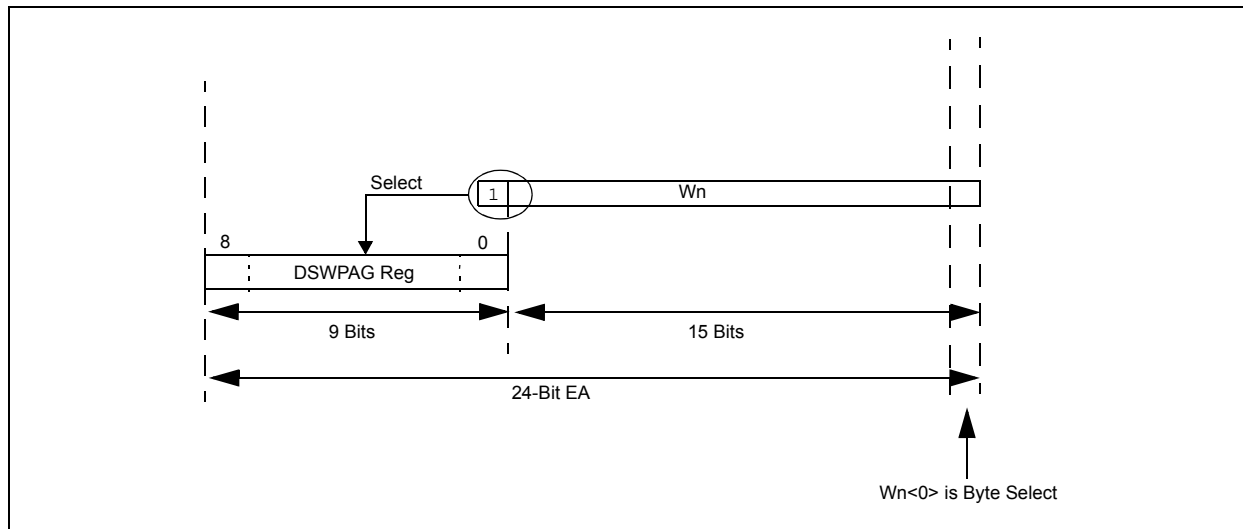 Select
1
Wn
8
0
DSWPAG Reg
9 Bits
15 Bits
24-Bit EA
Wn<0> is Byte Select